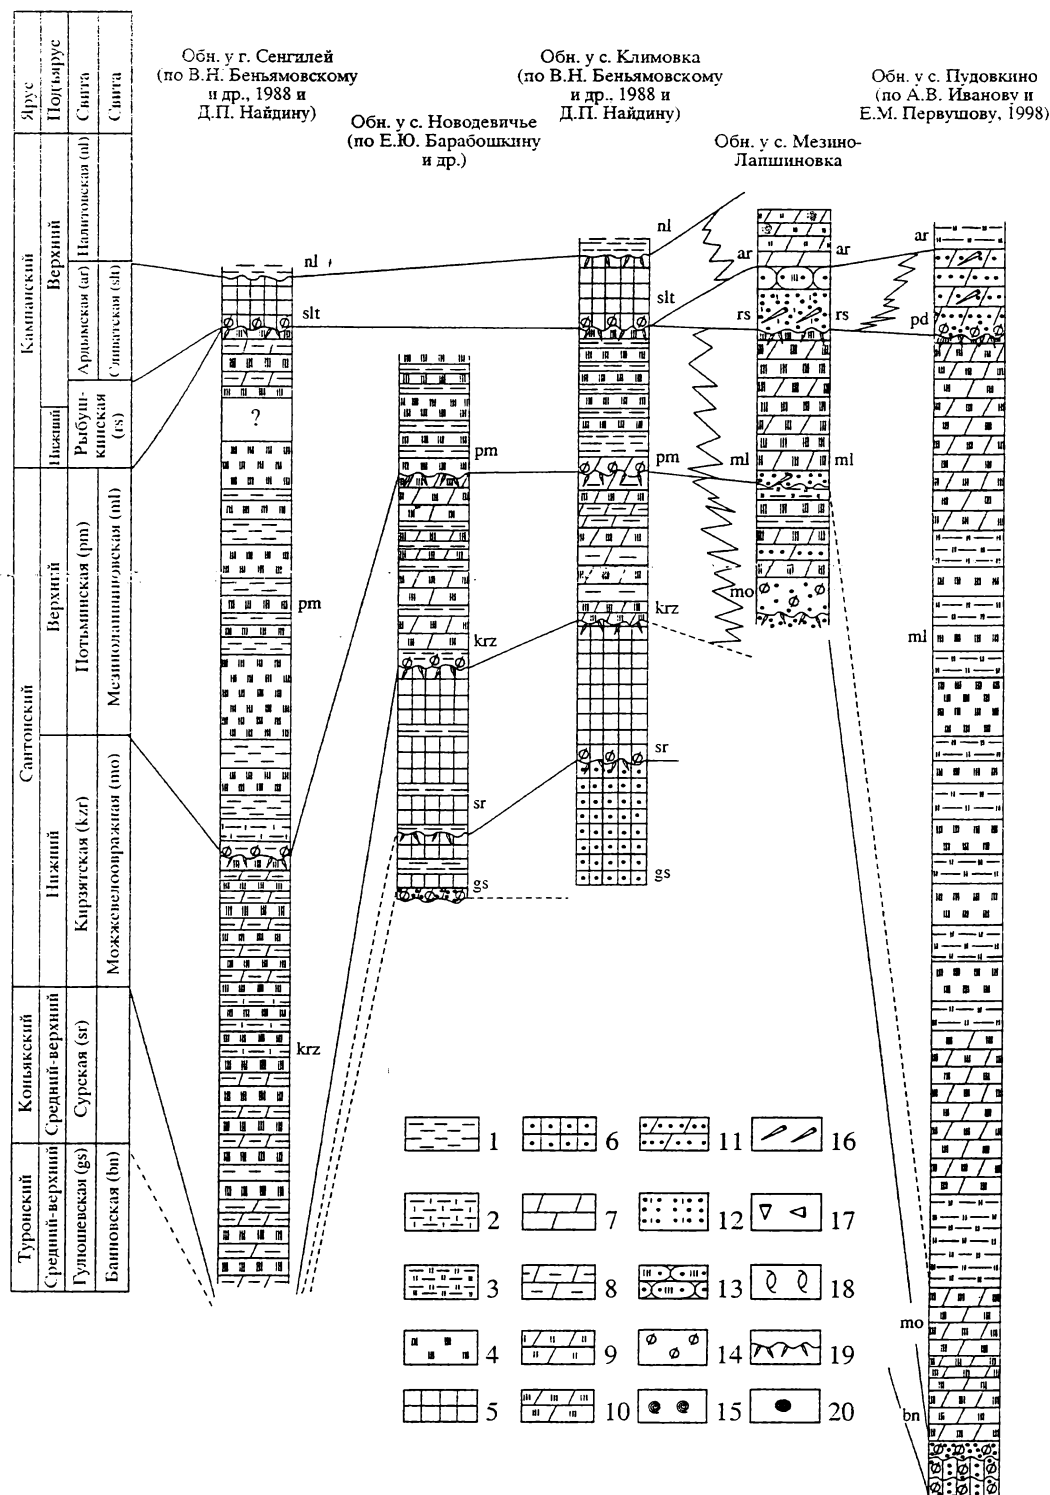 Обн. у г. Сенгилей
(по В.Н. Беньямовскому
и др., 1988 и
Д.П. Найдину)
Обн. у с. Новодевичье
(по Е.Ю. Барабошкину
и др.)
Обн. у с. Климовка
(по В.Н. Беньямовскому
и др., 1988 и
Д.П. Найдину)
Обн. у с. Мезино-
Лапшиновка
Обн. у с. Пудовкино
(по А.В. Иванову и
Е.М. Первушову, 1998)
Ярус
Подъярус
Свита
Свита
Кампанский
Верхний
Налитовская (nl)
Ардымская (ar)
Сливатская (slt)
Нижний
Рыбуш-
кинская
(rs)
Сантонский
Верхний
Потьминская (pm)
Мезинолапшиновская (ml)
Нижний
Кирзятская (kzr)
Можжевелоовражная (mo)
Коньякский
Средний-верхний
Сурская (sr)
Туронский
Средний-верхний
Гулюшевская (gs)
Банновская (bn)
nl
slt
?
pm
krz
pm
krz
sr
gs
nl
slt
pm
krz
sr
gs
ar
rs
ml
mo
ar
rs
ml
ar
pd
ml
mo
bn
1
2
3
4
5
6
7
8
9
10
11
12
13
14
15
16
17
18
19
20